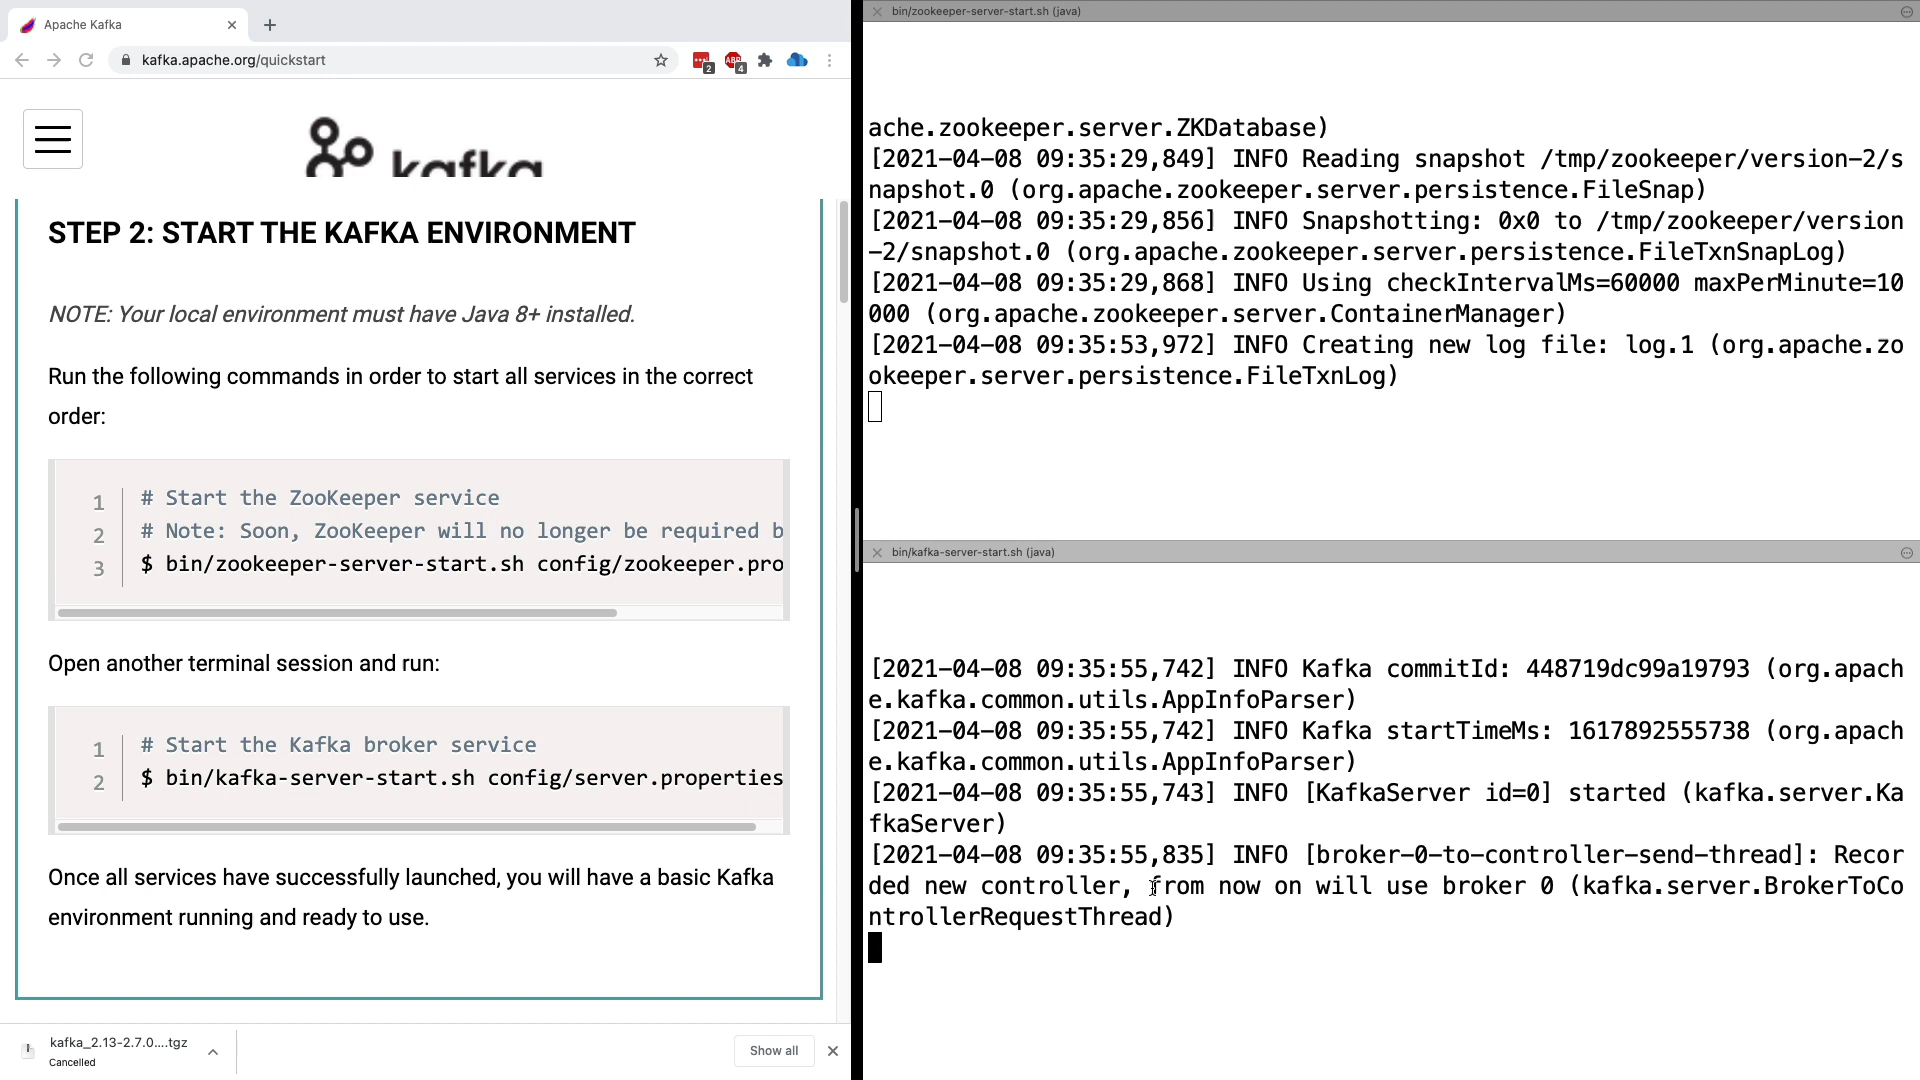 Apache Kafka
kafka.apache.org/quickstart
2
ABP
4
kafka
STEP 2: START THE KAFKA ENVIRONMENT
NOTE: Your local environment must have Java 8+ installed.
Run the following commands in order to start all services in the correct
order:
1 # Start the ZooKeeper service
2 # Note: Soon, ZooKeeper will no longer be required b
3 $ bin/zookeeper-server-start.sh config/zookeeper.pro
Open another terminal session and run:
1 # Start the Kafka broker service
2 $ bin/kafka-server-start.sh config/server.properties
Once all services have successfully launched, you will have a basic Kafka
environment running and ready to use.
kafka_2.13-2.7.0....tgz
Cancelled
Show all
bin/zookeeper-server-start.sh (java)
ache.zookeeper.server.ZKDatabase)
[2021-04-08 09:35:29,849] INFO Reading snapshot /tmp/zookeeper/version-2/s
napshot.0 (org.apache.zookeeper.server.persistence.FileSnap)
[2021-04-08 09:35:29,856] INFO Snapshotting: 0x0 to /tmp/zookeeper/version
-2/snapshot.0 (org.apache.zookeeper.server.persistence.FileTxnSnapLog)
[2021-04-08 09:35:29,868] INFO Using checkIntervalMs=60000 maxPerMinute=10
000 (org.apache.zookeeper.server.ContainerManager)
[2021-04-08 09:35:53,972] INFO Creating new log file: log.1 (org.apache.zo
okeeper.server.persistence.FileTxnLog)
bin/kafka-server-start.sh (java)
[2021-04-08 09:35:55,742] INFO Kafka commitId: 448719dc99a19793 (org.apach
e.kafka.common.utils.AppInfoParser)
[2021-04-08 09:35:55,742] INFO Kafka startTimeMs: 1617892555738 (org.apach
e.kafka.common.utils.AppInfoParser)
[2021-04-08 09:35:55,743] INFO [KafkaServer id=0] started (kafka.server.Ka
fkaServer)
[2021-04-08 09:35:55,835] INFO [broker-0-to-controller-send-thread]: Recor
ded new controller, from now on will use broker 0 (kafka.server.BrokerToCo
ntrollerRequestThread)